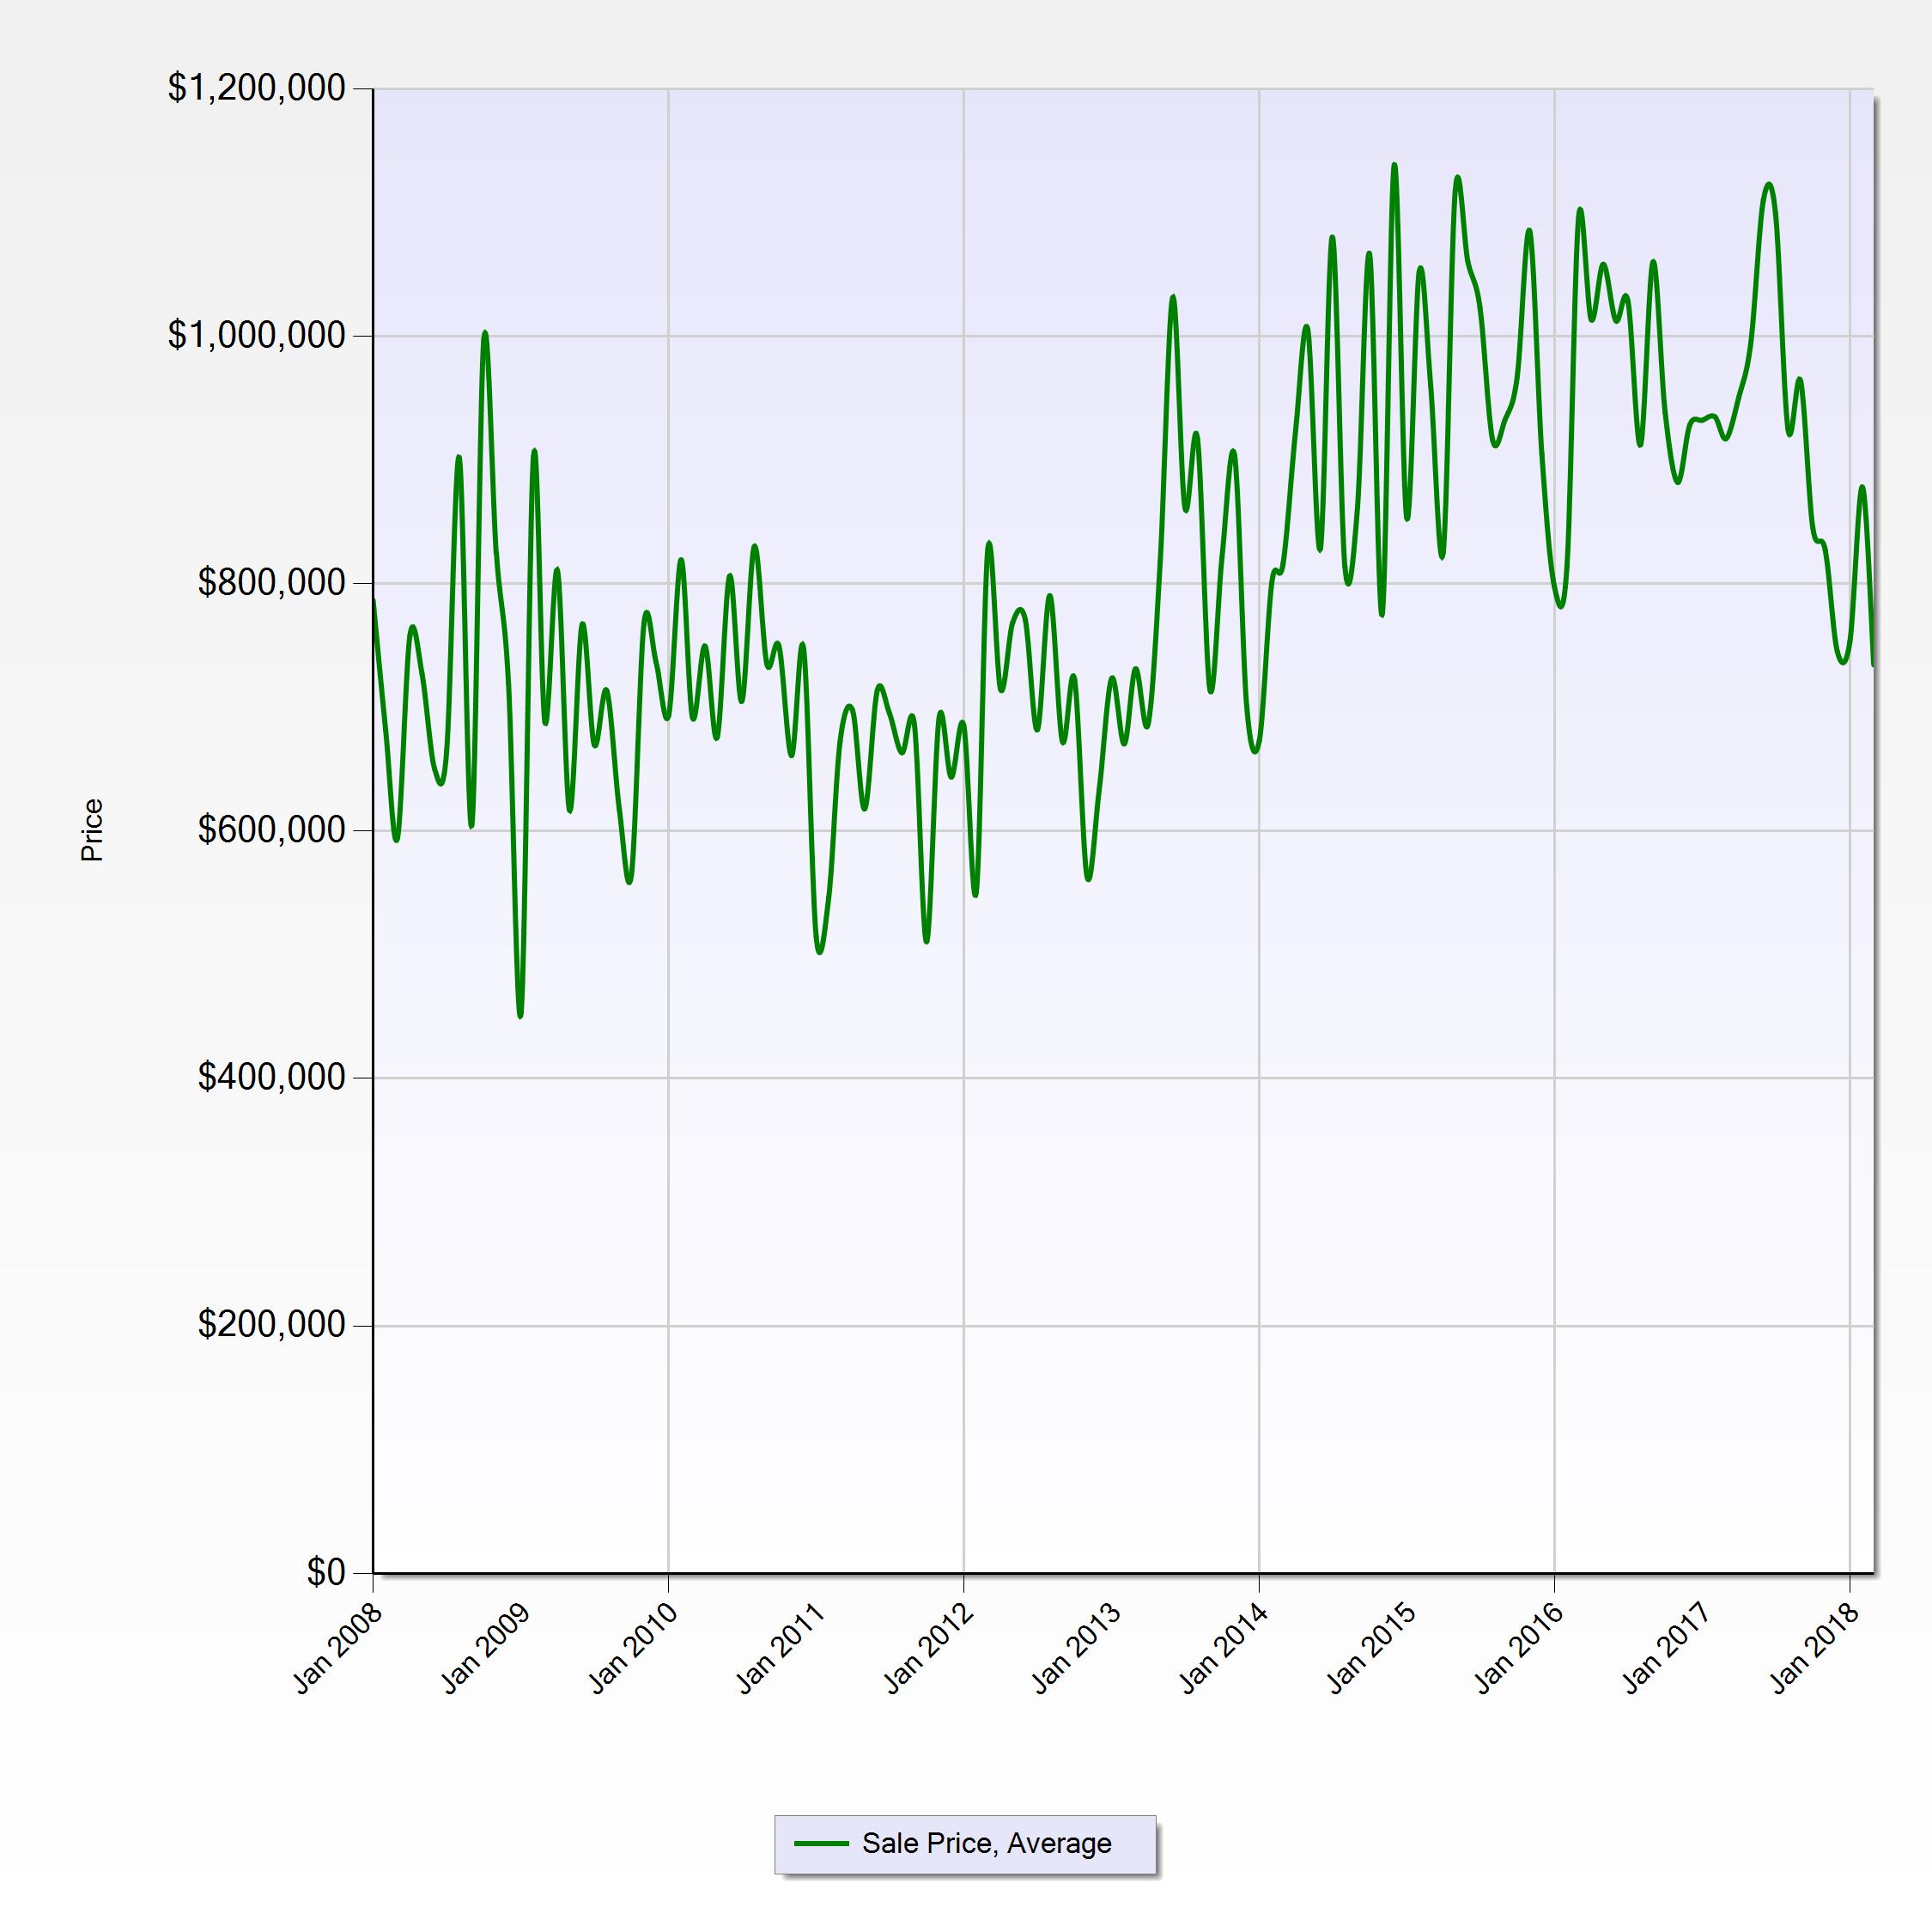 $1,200,000
$1,000,000
$800,000
$600,000
$400,000
$200,000
$0
Price
Jan 2008
Jan 2009
Jan 2010
Jan 2011
Jan 2012
Jan 2013
Jan 2014
Jan 2015
Jan 2016
Jan 2017
Jan 2018
Sale Price, Average